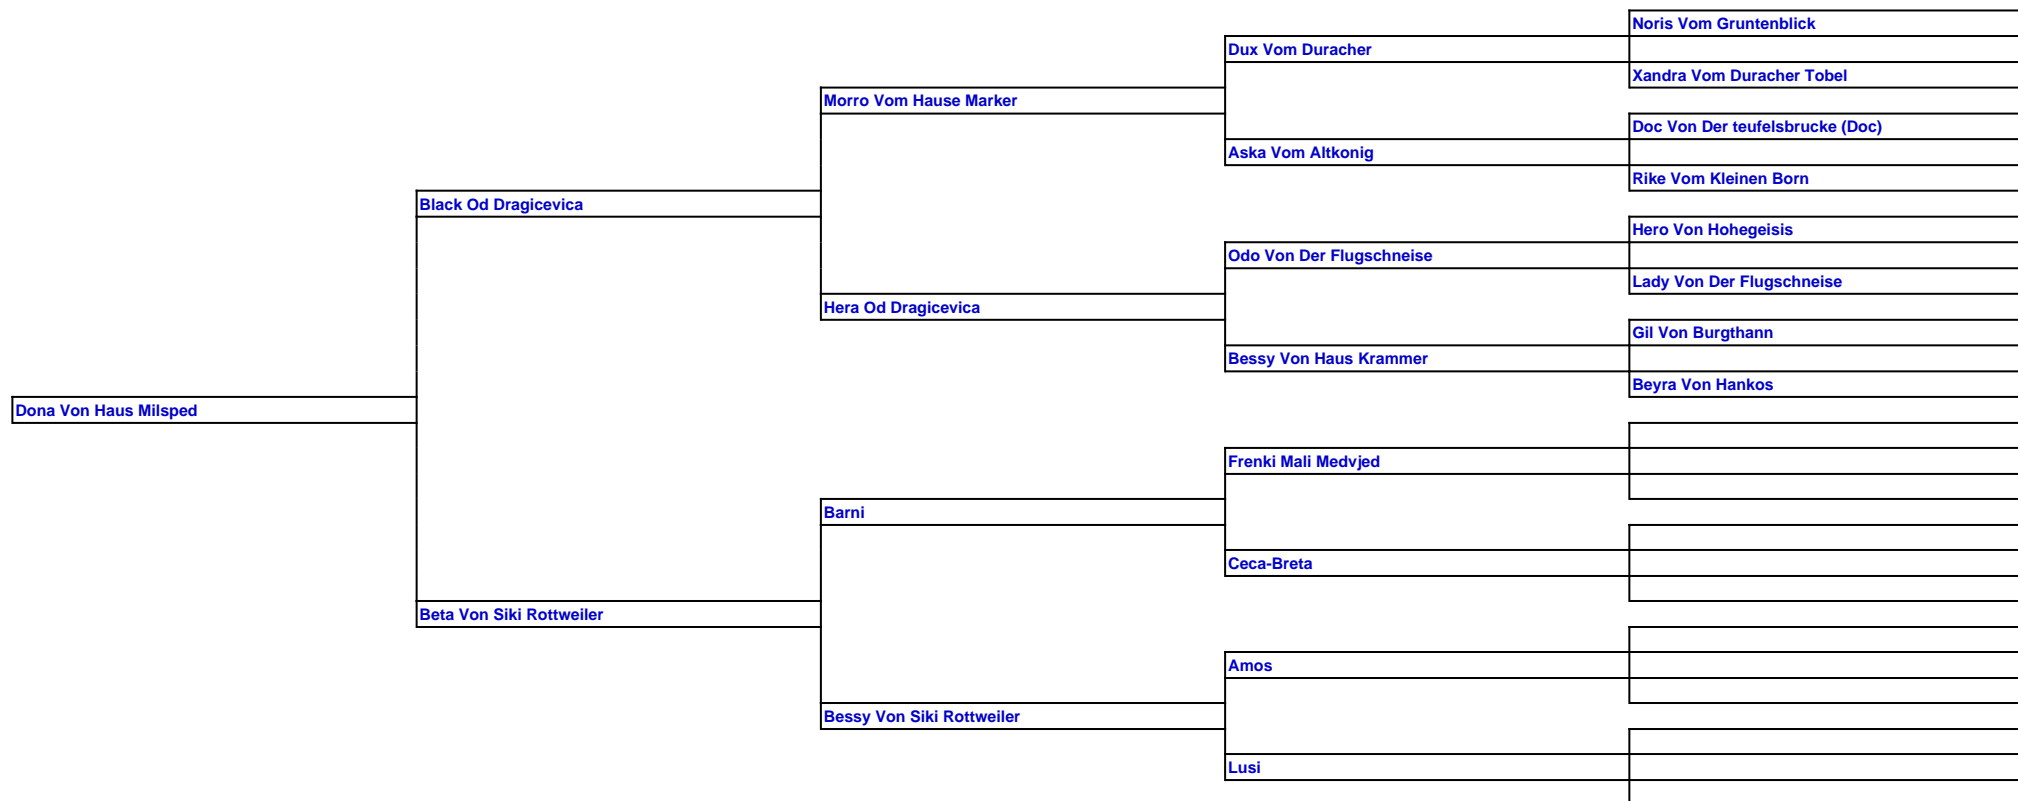 Noris Vom Gruntenblick
Dux Vom Duracher
Xandra Vom Duracher Tobel
Morro Vom Hause Marker
Doc Von Der teufelsbrucke (Doc)
Aska Vom Altkonig
Rike Vom Kleinen Born
Black Od Dragicevica
Hero Von Hohegeisis
Odo Von Der Flugschneise
Lady Von Der Flugschneise
Hera Od Dragicevica
Gil Von Burgthann
Bessy Von Haus Krammer
Beyra Von Hankos
Dona Von Haus Milsped
Frenki Mali Medvjed
Barni
Ceca-Breta
Beta Von Siki Rottweiler
Amos
Bessy Von Siki Rottweiler
Lusi